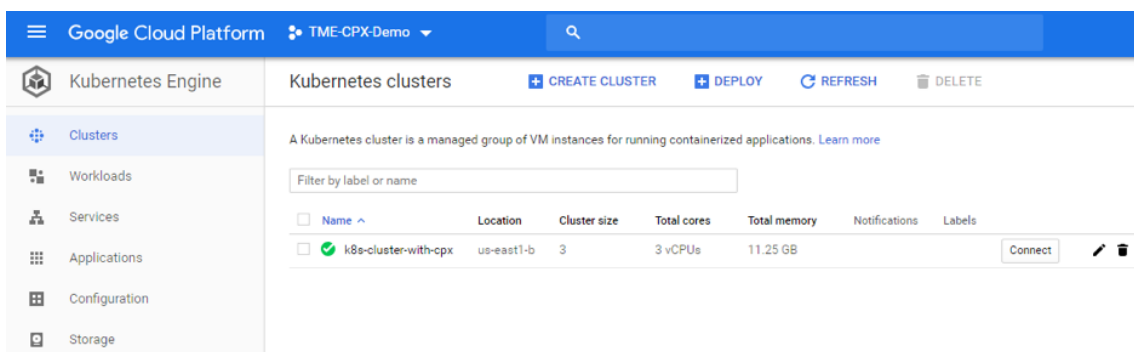 Google Cloud Platform TME-CPX-Demo
Kubernetes Engine Kubernetes clusters CREATE CLUSTER DEPLOY REFRESH DELETE
Clusters
Workloads
Services
Applications
Configuration
Storage
A Kubernetes cluster is a managed group of VM instances for running containerized applications. Learn more
Filter by label or name
Name Location Cluster size Total cores Total memory Notifications Labels
k8s-cluster-with-cpx us-east1-b 3 3 vCPUs 11.25 GB Connect